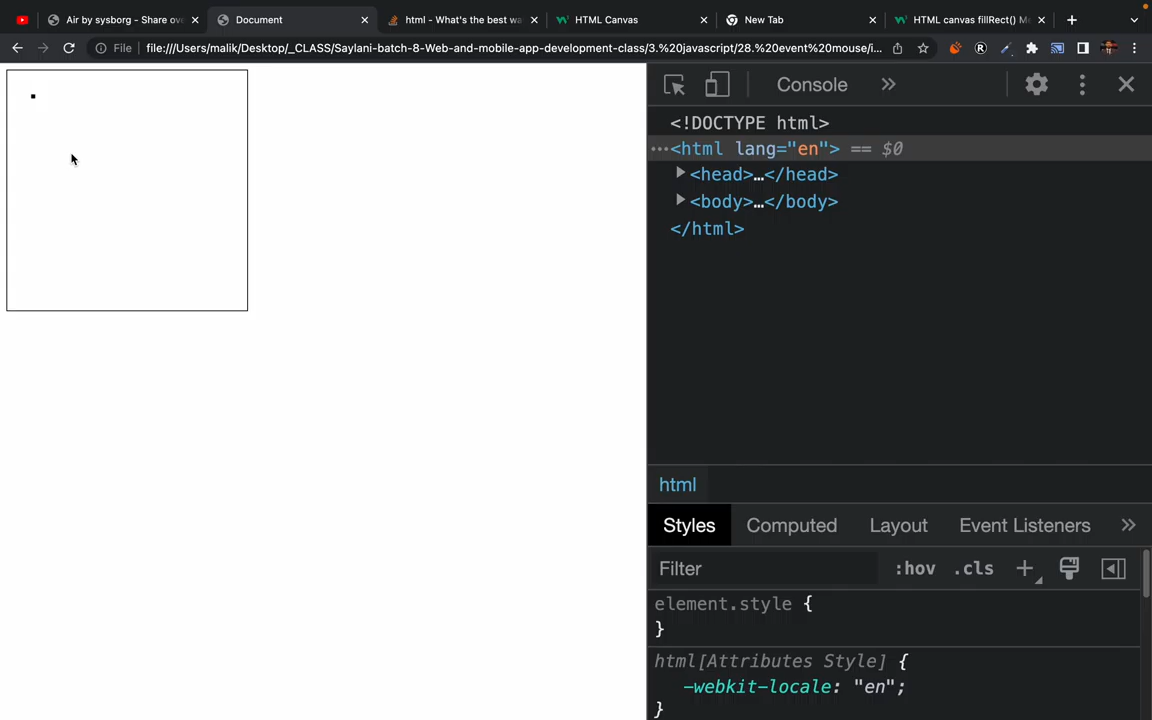 Air by sysborg - Share ove
Document
html - What's the best wa
HTML Canvas
New Tab
HTML canvas fillRect() M
File
file:///Users/malik/Desktop/_CLASS/Saylani-batch-8-Web-and-mobile-app-development-class/3.%20javascript/28.%20event%20mouse/i...
Console
<!DOCTYPE html>
···<html lang="en"> == $0
<head>…</head>
<body>…</body>
</html>
html
Styles Computed Layout Event Listeners
Filter :hov .cls
element.style {
}
html[Attributes Style] {
-webkit-locale: "en";
}